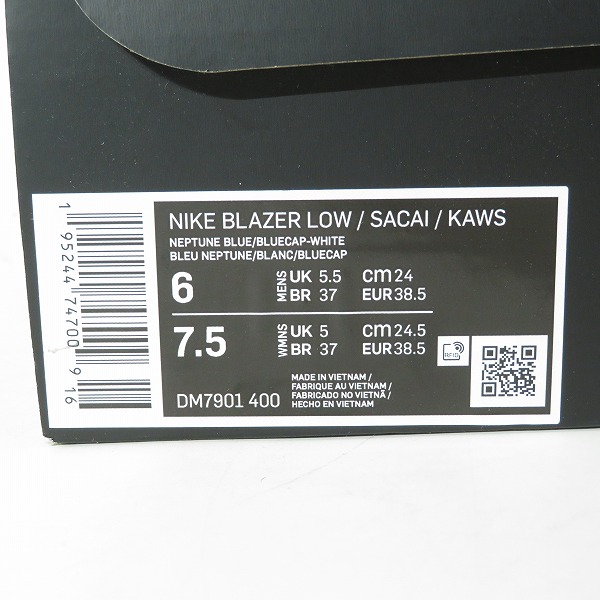 NIKE BLAZER LOW / SACAI / KAWS
NEPTUNE BLUE/BLUECAP-WHITE
BLEU NEPTUNE/BLANC/BLUECAP
6 MENS UK 5.5 CM 24
BR 37 EUR 38.5
7.5 WMNS UK 5 CM 24.5
BR 37 EUR 38.5
RFID
DM7901 400
MADE IN VIETNAM /
FABRIQUE AU VIETNAM /
FABRICADO NO VIETNÃ /
HECHO EN VIETNAM
1 95244 74700 9 16